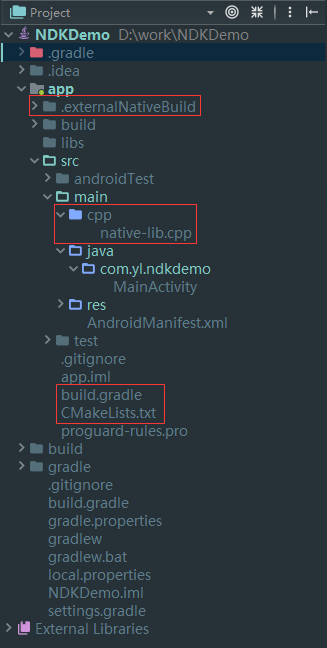 Project
NDKDemo D:\work\NDKDemo
.gradle
.idea
app
.externalNativeBuild
build
libs
src
androidTest
main
cpp
native-lib.cpp
java
com.yl.ndkdemo
MainActivity
res
AndroidManifest.xml
test
.gitignore
app.iml
build.gradle
CMakeLists.txt
proguard-rules.pro
build
gradle
.gitignore
build.gradle
gradle.properties
gradlew
gradlew.bat
local.properties
NDKDemo.iml
settings.gradle
External Libraries